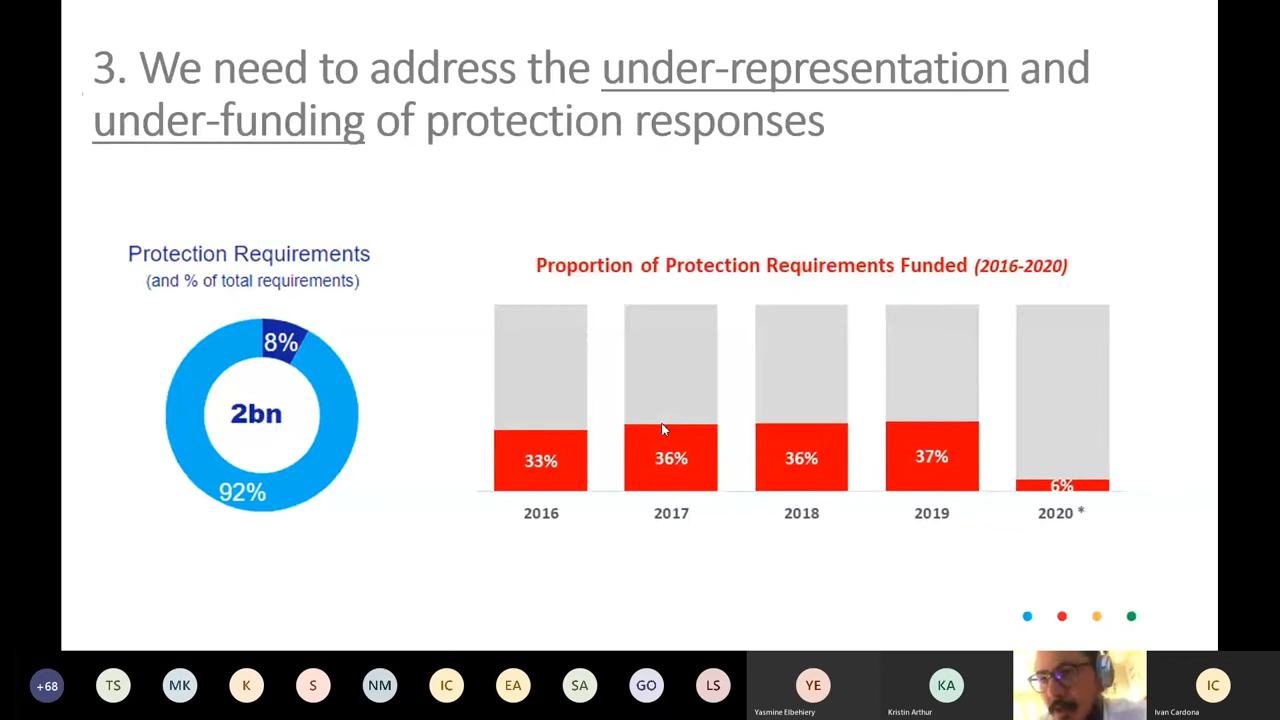 3. We need to address the under-representation and
under-funding of protection responses
Protection Requirements
(and % of total requirements)
8%
2bn
92%
Proportion of Protection Requirements Funded (2016-2020)
33%
36%
36%
37%
6%
2016
2017
2018
2019
2020 *
+68
TS
MK
K
S
NM
IC
EA
SA
GO
LS
YE
Yasmine Elbehiery
KA
Kristin Arthur
IC
Ivan Cardona